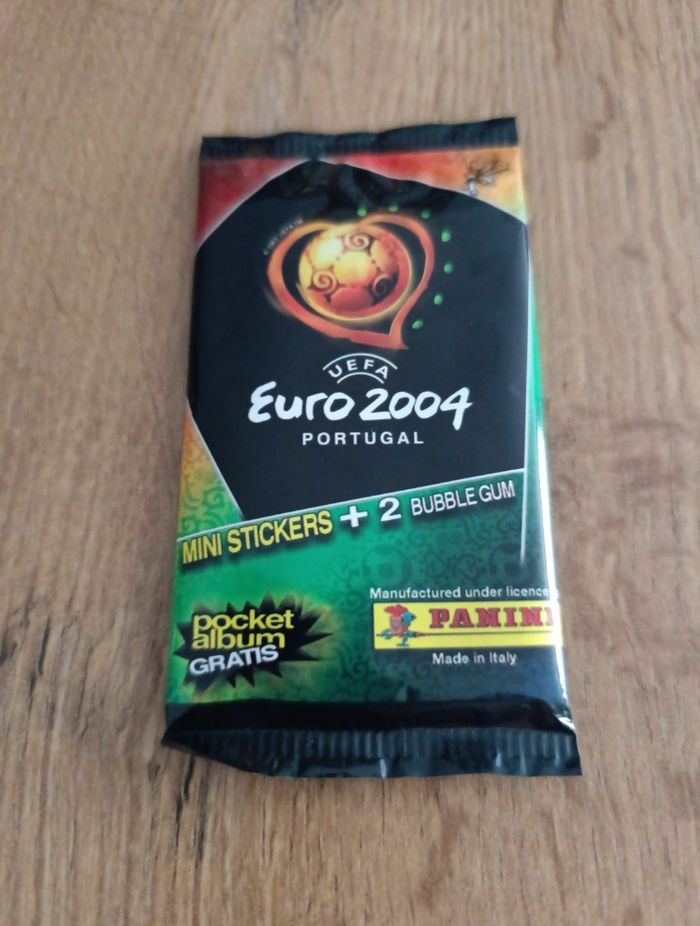 UEFA
Euro 2004
PORTUGAL
MINI STICKERS + 2 BUBBLE GUM
pocket
album
GRATIS
Manufactured under licence
PANINI
Made in Italy